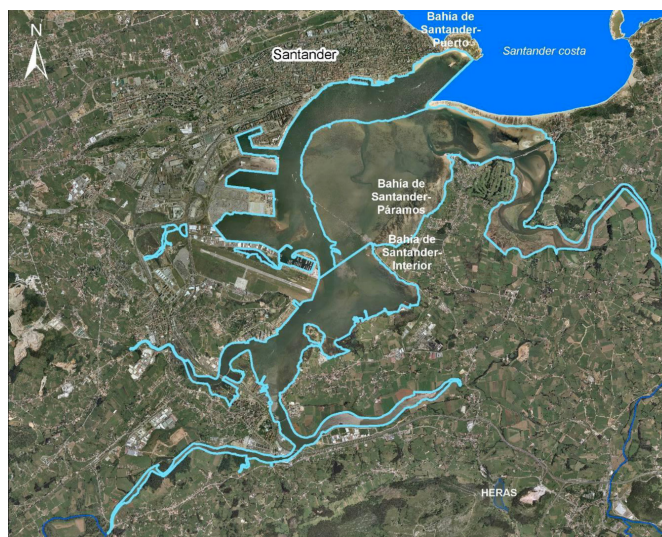 N
Bahía de
Santander-
Puerto
Santander
Santander costa
Bahía de
Santander-
Páramos
Bahía de
Santander-
Interior
HERAS